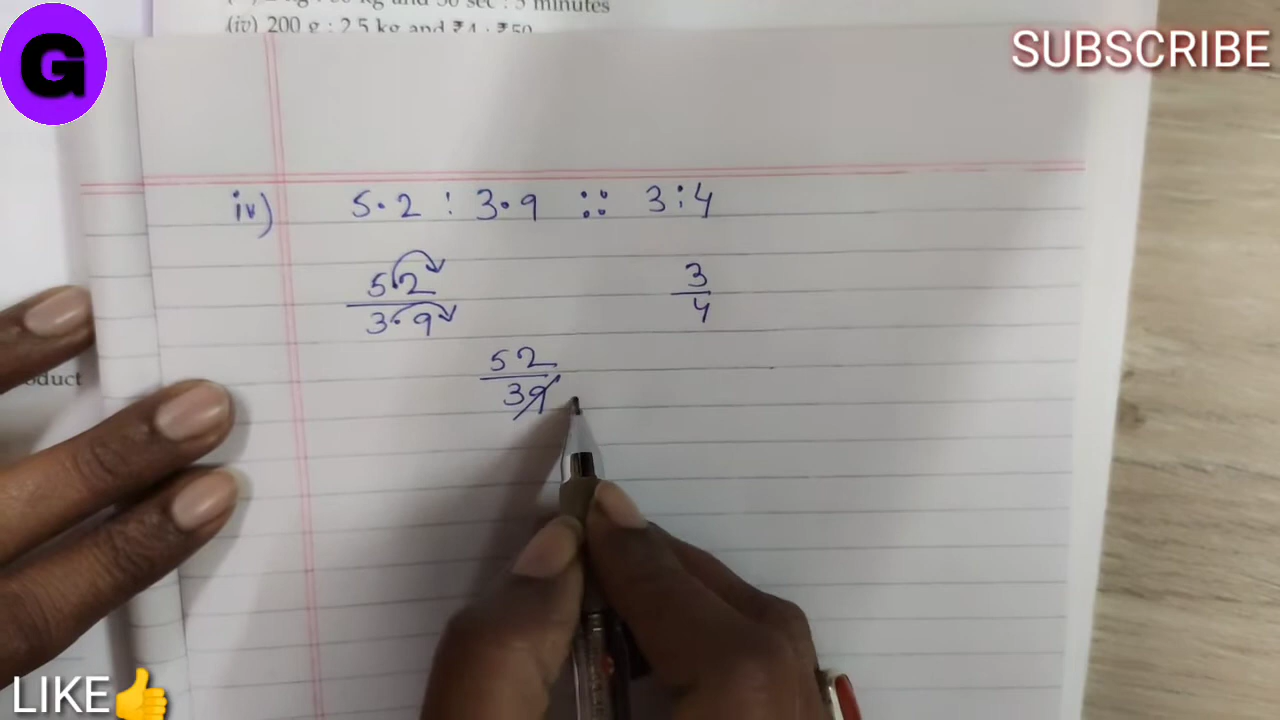 (iv) 200 g : 2.5 kg and ₹4 : ₹50
G
SUBSCRIBE
iv) 5.2 : 3.9 :: 3:4
5.2
3.9
3
4
52
39
LIKE👍